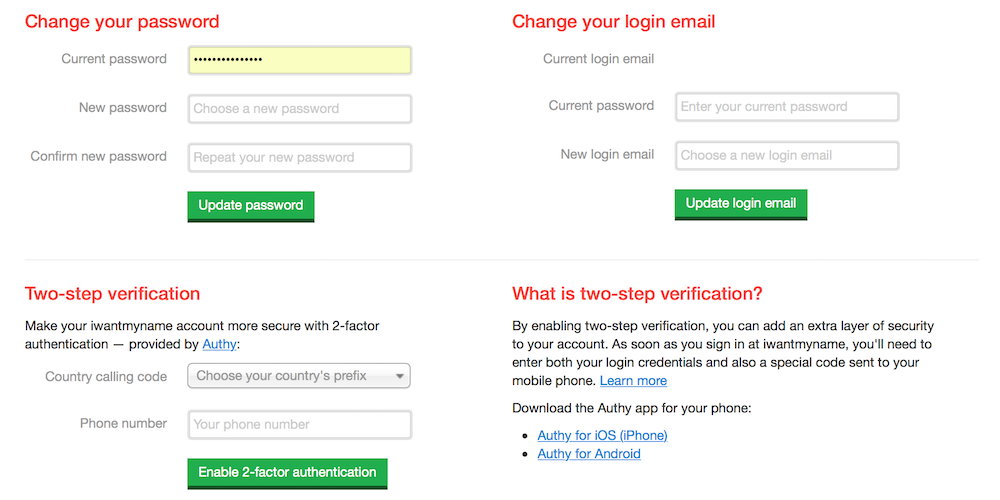 Change your password
Current password
•••••••••••••••
New password
Choose a new password
Confirm new password
Repeat your new password
Update password
Change your login email
Current login email
Current password
Enter your current password
New login email
Choose a new login email
Update login email
Two-step verification
Make your iwantmyname account more secure with 2-factor
authentication — provided by Authy:
Country calling code
Choose your country's prefix
Phone number
Your phone number
Enable 2-factor authentication
What is two-step verification?
By enabling two-step verification, you can add an extra layer of security
to your account. As soon as you sign in at iwantmyname, you'll need to
enter both your login credentials and also a special code sent to your
mobile phone. Learn more
Download the Authy app for your phone:
• Authy for iOS (iPhone)
• Authy for Android